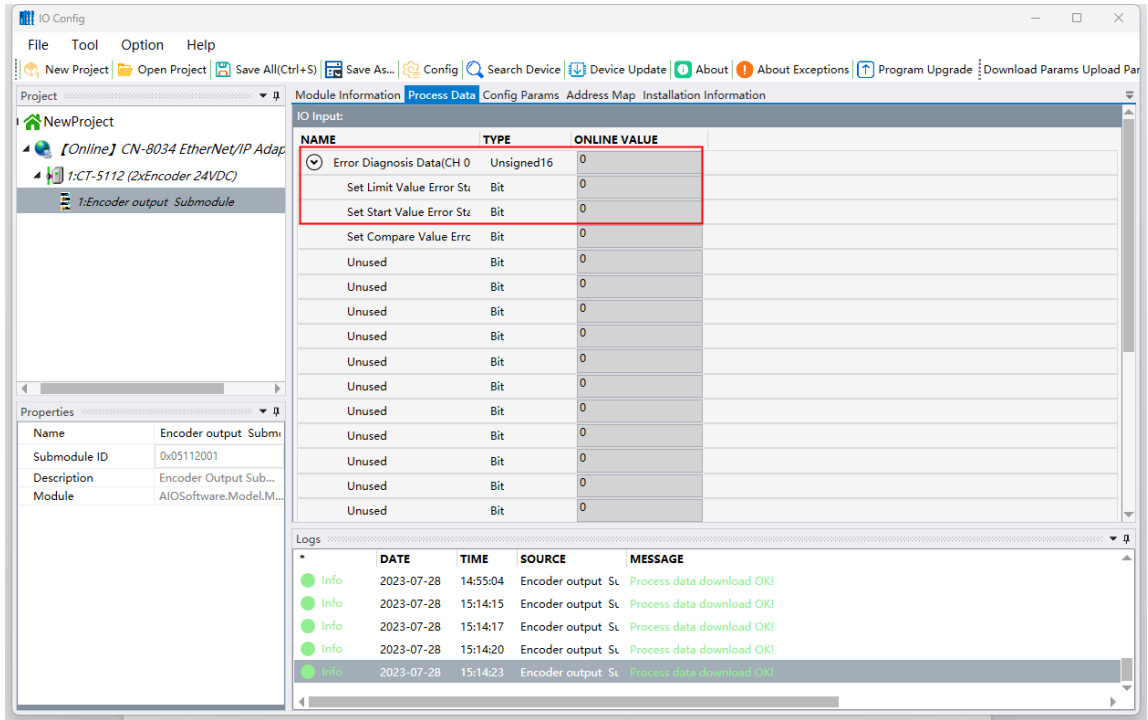 IO Config
File Tool Option Help
New Project Open Project Save All(Ctrl+S) Save As... Config Search Device Device Update About About Exceptions Program Upgrade Download Params Upload Par
Project
NewProject
【Online】CN-8034 EtherNet/IP Adap
1:CT-5112 (2xEncoder 24VDC)
1:Encoder output Submodule
Properties
Name Encoder output Submo
Submodule ID 0x05112001
Description Encoder Output Sub...
Module AIOSoftware.Model.M...
Module Information Process Data Config Params Address Map Installation Information
IO Input:
NAME TYPE ONLINE VALUE
Error Diagnosis Data(CH 0 Unsigned16 0
Set Limit Value Error Sta Bit 0
Set Start Value Error Sta Bit 0
Set Compare Value Errc Bit 0
Unused Bit 0
Unused Bit 0
Unused Bit 0
Unused Bit 0
Unused Bit 0
Unused Bit 0
Unused Bit 0
Unused Bit 0
Unused Bit 0
Unused Bit 0
Unused Bit 0
Logs
* DATE TIME SOURCE MESSAGE
Info 2023-07-28 14:55:04 Encoder output Su Process data download OK!
Info 2023-07-28 15:14:15 Encoder output Su Process data download OK!
Info 2023-07-28 15:14:17 Encoder output Su Process data download OK!
Info 2023-07-28 15:14:20 Encoder output Su Process data download OK!
Info 2023-07-28 15:14:23 Encoder output Su Process data download OK!